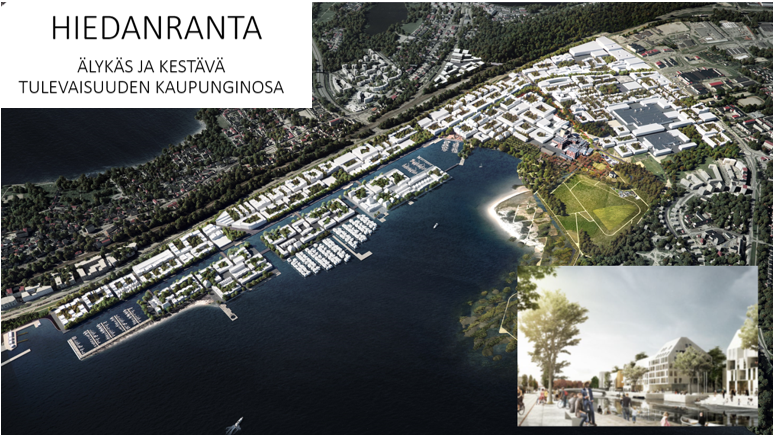 HIEDANRANTA
ÄLYKÄS JA KESTÄVÄ
TULEVAISUUDEN KAUPUNGINOSA